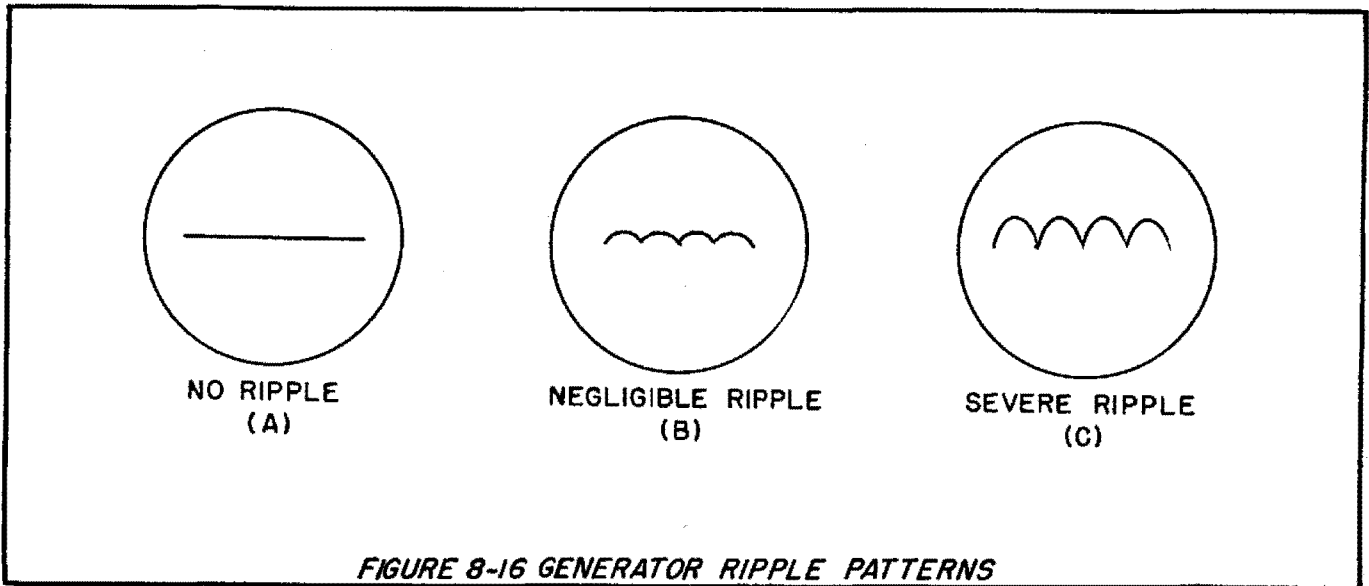 NO RIPPLE
(A)
NEGLIGIBLE RIPPLE
(B)
SEVERE RIPPLE
(C)
FIGURE 8-16 GENERATOR RIPPLE PATTERNS